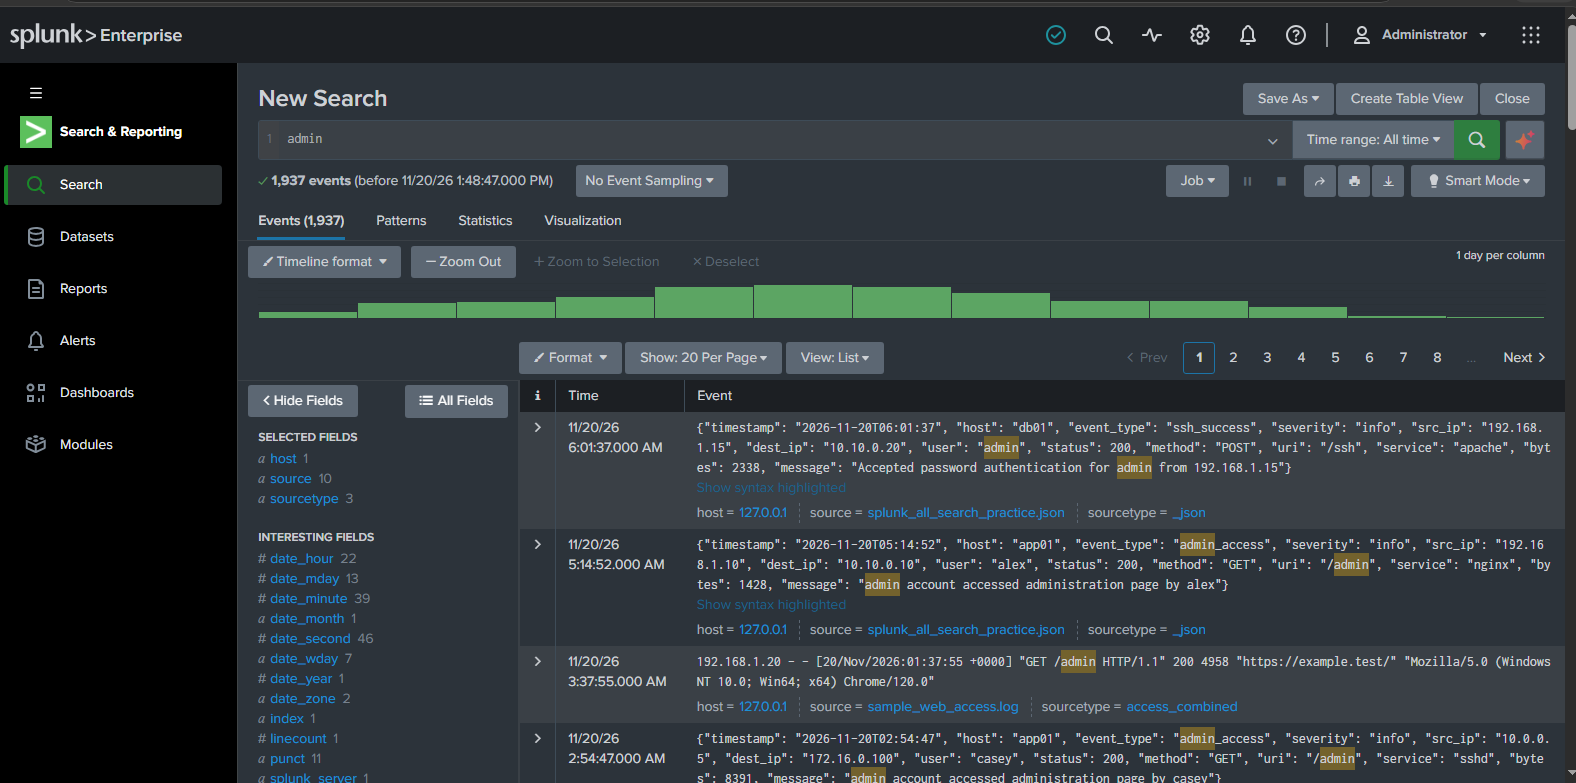 splunk> Enterprise
Administrator
Search & Reporting
Search
Datasets
Reports
Alerts
Dashboards
Modules
New Search
Save As
Create Table View
Close
1 admin
Time range: All time
1,937 events (before 11/20/26 1:48:47.000 PM)
No Event Sampling
Job
Smart Mode
Events (1,937)
Patterns
Statistics
Visualization
Timeline format
— Zoom Out
+ Zoom to Selection
× Deselect
1 day per column
Format
Show: 20 Per Page
View: List
< Prev 1 2 3 4 5 6 7 8 ... Next >
< Hide Fields
All Fields
SELECTED FIELDS
a host 1
a source 10
a sourcetype 3
INTERESTING FIELDS
# date_hour 22
# date_mday 13
# date_minute 39
a date_month 1
# date_second 46
a date_wday 7
# date_year 1
a date_zone 2
a index 1
# linecount 1
a punct 11
a splunk_server 1
i Time Event
11/20/26
6:01:37.000 AM
{"timestamp": "2026-11-20T06:01:37", "host": "db01", "event_type": "ssh_success", "severity": "info", "src_ip": "192.168.
1.15", "dest_ip": "10.10.0.20", "user": "admin", "status": 200, "method": "POST", "uri": "/ssh", "service": "apache", "byt
es": 2338, "message": "Accepted password authentication for admin from 192.168.1.15"}
Show syntax highlighted
host = 127.0.0.1 source = splunk_all_search_practice.json sourcetype = _json
11/20/26
5:14:52.000 AM
{"timestamp": "2026-11-20T05:14:52", "host": "app01", "event_type": "admin_access", "severity": "info", "src_ip": "192.16
8.1.10", "dest_ip": "10.10.0.10", "user": "alex", "status": 200, "method": "GET", "uri": "/admin", "service": "nginx", "by
tes": 1428, "message": "admin account accessed administration page by alex"}
Show syntax highlighted
host = 127.0.0.1 source = splunk_all_search_practice.json sourcetype = _json
11/20/26
3:37:55.000 AM
192.168.1.20 - - [20/Nov/2026:01:37:55 +0000] "GET /admin HTTP/1.1" 200 4958 "https://example.test/" "Mozilla/5.0 (Windows
NT 10.0; Win64; x64) Chrome/120.0"
host = 127.0.0.1 source = sample_web_access.log sourcetype = access_combined
11/20/26
2:54:47.000 AM
{"timestamp": "2026-11-20T02:54:47", "host": "app01", "event_type": "admin_access", "severity": "info", "src_ip": "10.0.0.
5", "dest_ip": "172.16.0.100", "user": "casey", "status": 200, "method": "GET", "uri": "/admin", "service": "sshd", "byte
s": 8391, "message": "admin account accessed administration page by casey"}